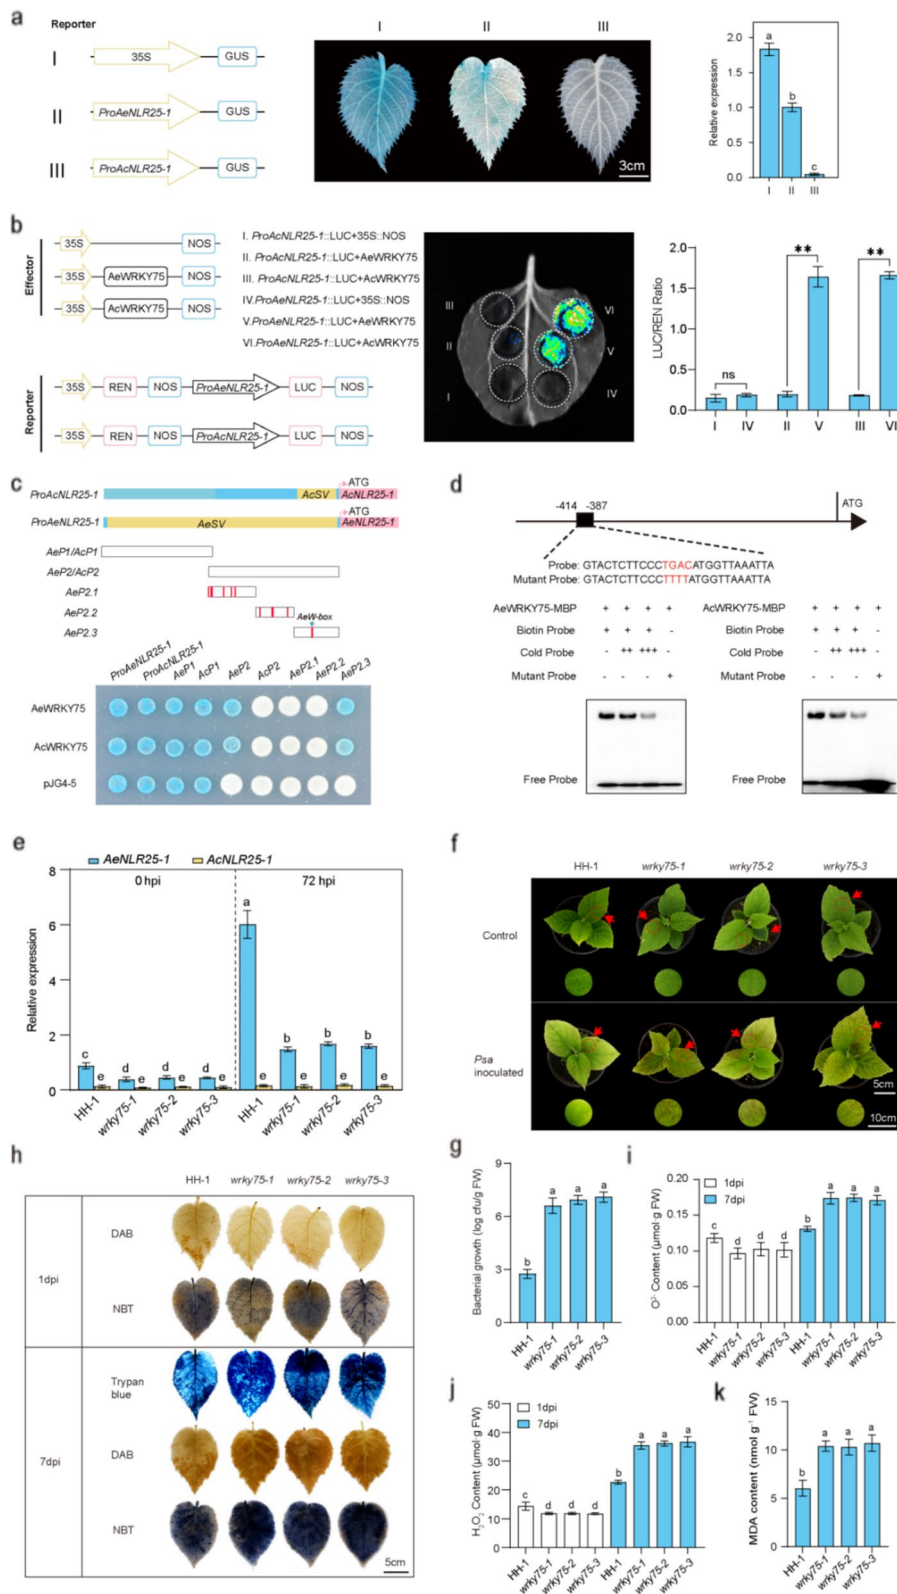 a
Reporter
I 35S GUS
II ProAeNLR25-1 GUS
III ProAcNLR25-1 GUS
I II III
3cm
Relative expression
2.0
1.5
1.0
0.0
a
b
c
I II III
b
Effector
35S NOS
35S AeWRKY75 NOS
35S AcWRKY75 NOS
I. ProAcNLR25-1::LUC+35S::NOS
II. ProAcNLR25-1::LUC+AeWRKY75
III. ProAcNLR25-1::LUC+AcWRKY75
IV.ProAeNLR25-1::LUC+35S::NOS
V.ProAeNLR25-1::LUC+AeWRKY75
VI.ProAeNLR25-1::LUC+AcWRKY75
Reporter
35S REN NOS ProAeNLR25-1 LUC NOS
35S REN NOS ProAcNLR25-1 LUC NOS
III VI
II V
I IV
LUC/REN Ratio
2.0
1.5
1.0
0.5
0.0
ns
**
**
I IV II V III VI
c
ATG
ProAcNLR25-1 AcSV AcNLR25-1
ATG
ProAeNLR25-1 AeSV AeNLR25-1
AeP1/AcP1
AeP2/AcP2
AeP2.1
AeP2.2
AeW-box
AeP2.3
ProAeNLR25-1 ProAcNLR25-1 AeP1 AcP1 AeP2 AcP2 AeP2.1 AeP2.2 AeP2.3
AeWRKY75
AcWRKY75
pJG4-5
d
-414 -387 ATG
Probe: GTACTCTTCCCTGACATGGTTAAATTA
Mutant Probe: GTACTCTTCCCTTTTATGGTTAAATTA
AeWRKY75-MBP + + + +
Biotin Probe + + + -
Cold Probe - ++ +++ -
Mutant Probe - - - +
Free Probe
AcWRKY75-MBP + + + +
Biotin Probe + + + -
Cold Probe - ++ +++ -
Mutant Probe - - - +
Free Probe
e
AeNLR25-1 AcNLR25-1
0 hpi 72 hpi
Relative expression
8
6
4
2
0
c e d e d e d e a e b e b e b e
HH-1 wrky75-1 wrky75-2 wrky75-3 HH-1 wrky75-1 wrky75-2 wrky75-3
f
HH-1 wrky75-1 wrky75-2 wrky75-3
Control
Psa
inoculated
5cm
10cm
h
HH-1 wrky75-1 wrky75-2 wrky75-3
1dpi
DAB
NBT
7dpi
Trypan
blue
DAB
NBT
5cm
g
Bacterial growth (log cfu/g FW)
9
6
3
0
b a a a
HH-1 wrky75-1 wrky75-2 wrky75-3
i
1dpi
7dpi
O²⁻ Content (μmol·g FW)
0.20
0.15
0.10
0.05
0.00
c d d d b a a a
HH-1 wrky75-1 wrky75-2 wrky75-3 HH-1 wrky75-1 wrky75-2 wrky75-3
j
1dpi
7dpi
H₂O₂ Content (μmol·g FW)
50
40
30
20
10
0
c d d d b a a a
HH-1 wrky75-1 wrky75-2 wrky75-3 HH-1 wrky75-1 wrky75-2 wrky75-3
k
MDA content (nmol g⁻¹ FW)
15
10
5
0
b a a a
HH-1 wrky75-1 wrky75-2 wrky75-3